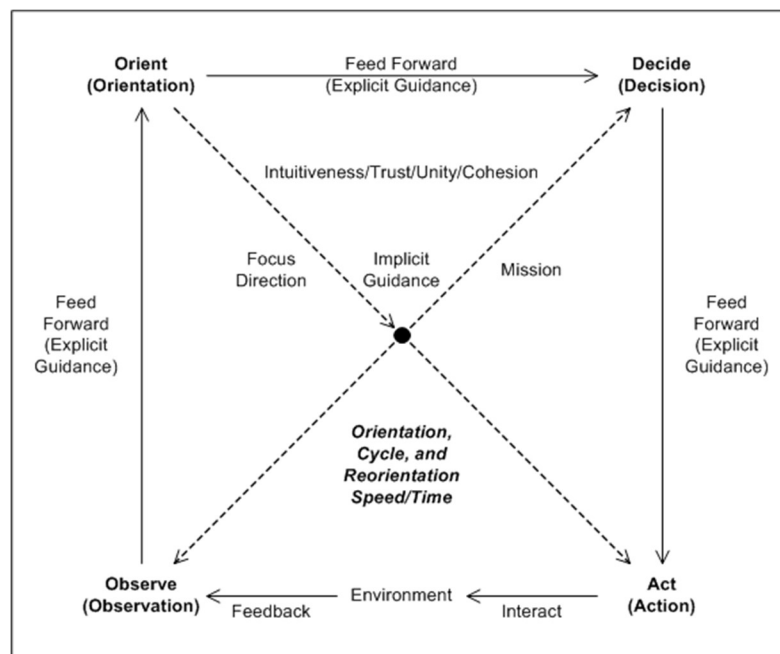 Orient
(Orientation)
Feed Forward
(Explicit Guidance)
Decide
(Decision)
Intuitiveness/Trust/Unity/Cohesion
Focus
Direction
Implicit
Guidance
Mission
Feed
Forward
(Explicit
Guidance)
Feed
Forward
(Explicit
Guidance)
Orientation,
Cycle, and
Reorientation
Speed/Time
Observe
(Observation)
Feedback
Environment
Interact
Act
(Action)